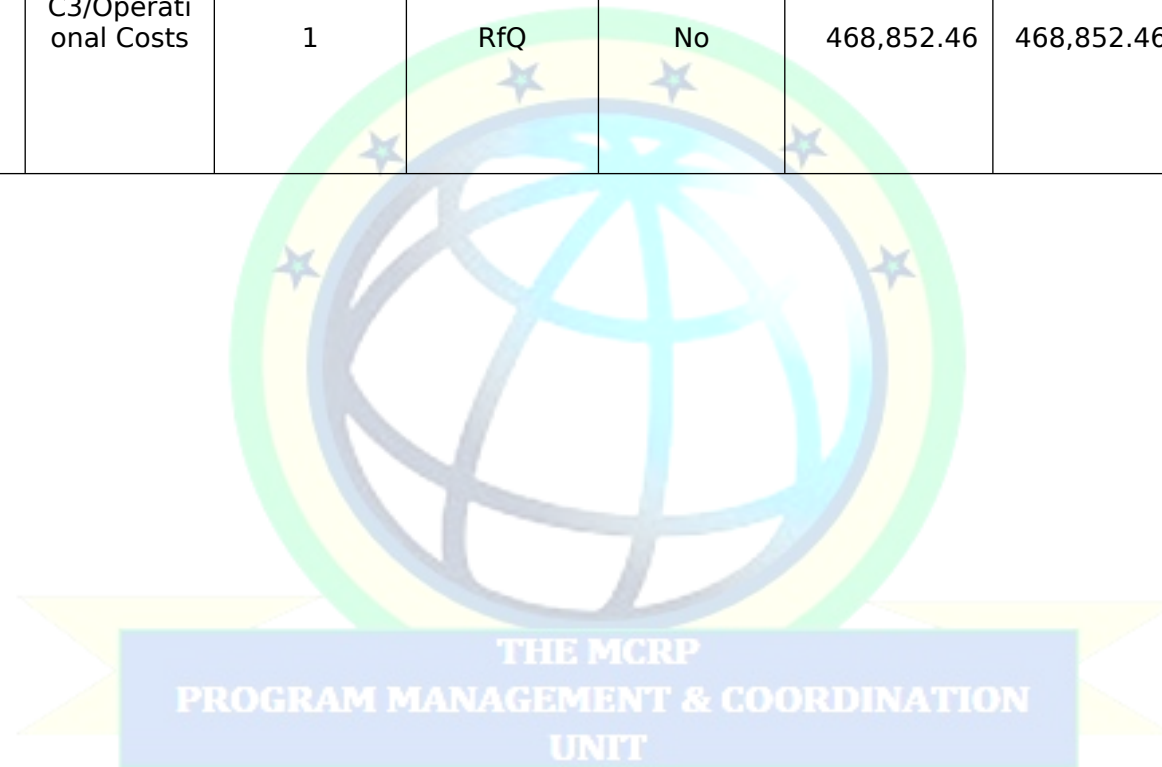 C3/Operati
onal Costs 1 RfQ No 468,852.46 468,852.46
THE MCRP
PROGRAM MANAGEMENT & COORDINATION
UNIT